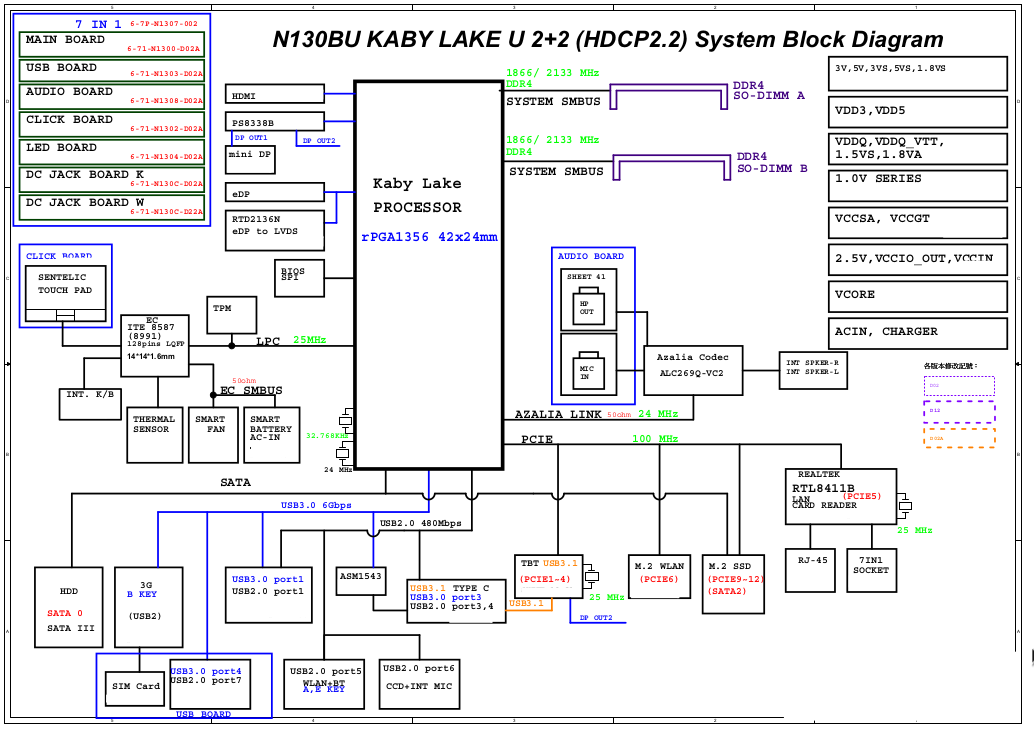 N130BU KABY LAKE U 2+2 (HDCP2.2) System Block Diagram
7 IN 1 6-7P-N1307-002
MAIN BOARD
6-71-N1300-D02A
USB BOARD
6-71-N1303-D02A
AUDIO BOARD
6-71-N1308-D02A
CLICK BOARD
6-71-N1302-D02A
LED BOARD
6-71-N1304-D02A
DC JACK BOARD K
6-71-N130C-D02A
DC JACK BOARD W
6-71-N130C-D22A
HDMI
PS8338B
DP OUT1
DP OUT2
mini DP
eDP
RTD2136N
eDP to LVDS
BIOS
SPI
TPM
LPC 25MHz
Kaby Lake
PROCESSOR
rPGA1356 42x24mm
1866/ 2133 MHz
DDR4
SYSTEM SMBUS
DDR4
SO-DIMM A
1866/ 2133 MHz
DDR4
SYSTEM SMBUS
DDR4
SO-DIMM B
3V,5V,3VS,5VS,1.8VS
VDD3,VDD5
VDDQ,VDDQ_VTT,
1.5VS,1.8VA
1.0V SERIES
VCCSA, VCCGT
2.5V,VCCIO_OUT,VCCIN
VCORE
ACIN, CHARGER
CLICK BOARD
SENTELIC
TOUCH PAD
EC
ITE 8587
(8991)
128pins LQFP
14*14*1.6mm
INT. K/B
50ohm
EC SMBUS
THERMAL
SENSOR
SMART
FAN
SMART
BATTERY
AC-IN
32.768KHz
24 MHz
AUDIO BOARD
SHEET 41
HP
OUT
MIC
IN
Azalia Codec
ALC269Q-VC2
INT SPKER-R
INT SPKER-L
AZALIA LINK 50ohm 24 MHz
PCIE 100 MHz
各版本修改記號：
D02
D12
D02A
REALTEK
RTL8411B
LAN (PCIE5)
CARD READER
25 MHz
RJ-45
7IN1
SOCKET
SATA
USB3.0 6Gbps
USB2.0 480Mbps
HDD
SATA 0
SATA III
3G
B KEY
(USB2)
USB3.0 port1
USB2.0 port1
ASM1543
USB3.1 TYPE C
USB3.0 port3
USB2.0 port3,4
USB3.1
TBT USB3.1
(PCIE1~4)
25 MHz
DP OUT2
M.2 WLAN
(PCIE6)
M.2 SSD
(PCIE9~12)
(SATA2)
SIM Card
USB3.0 port4
USB2.0 port7
USB BOARD
USB2.0 port5
WLAN+BT
A,E KEY
USB2.0 port6
CCD+INT MIC